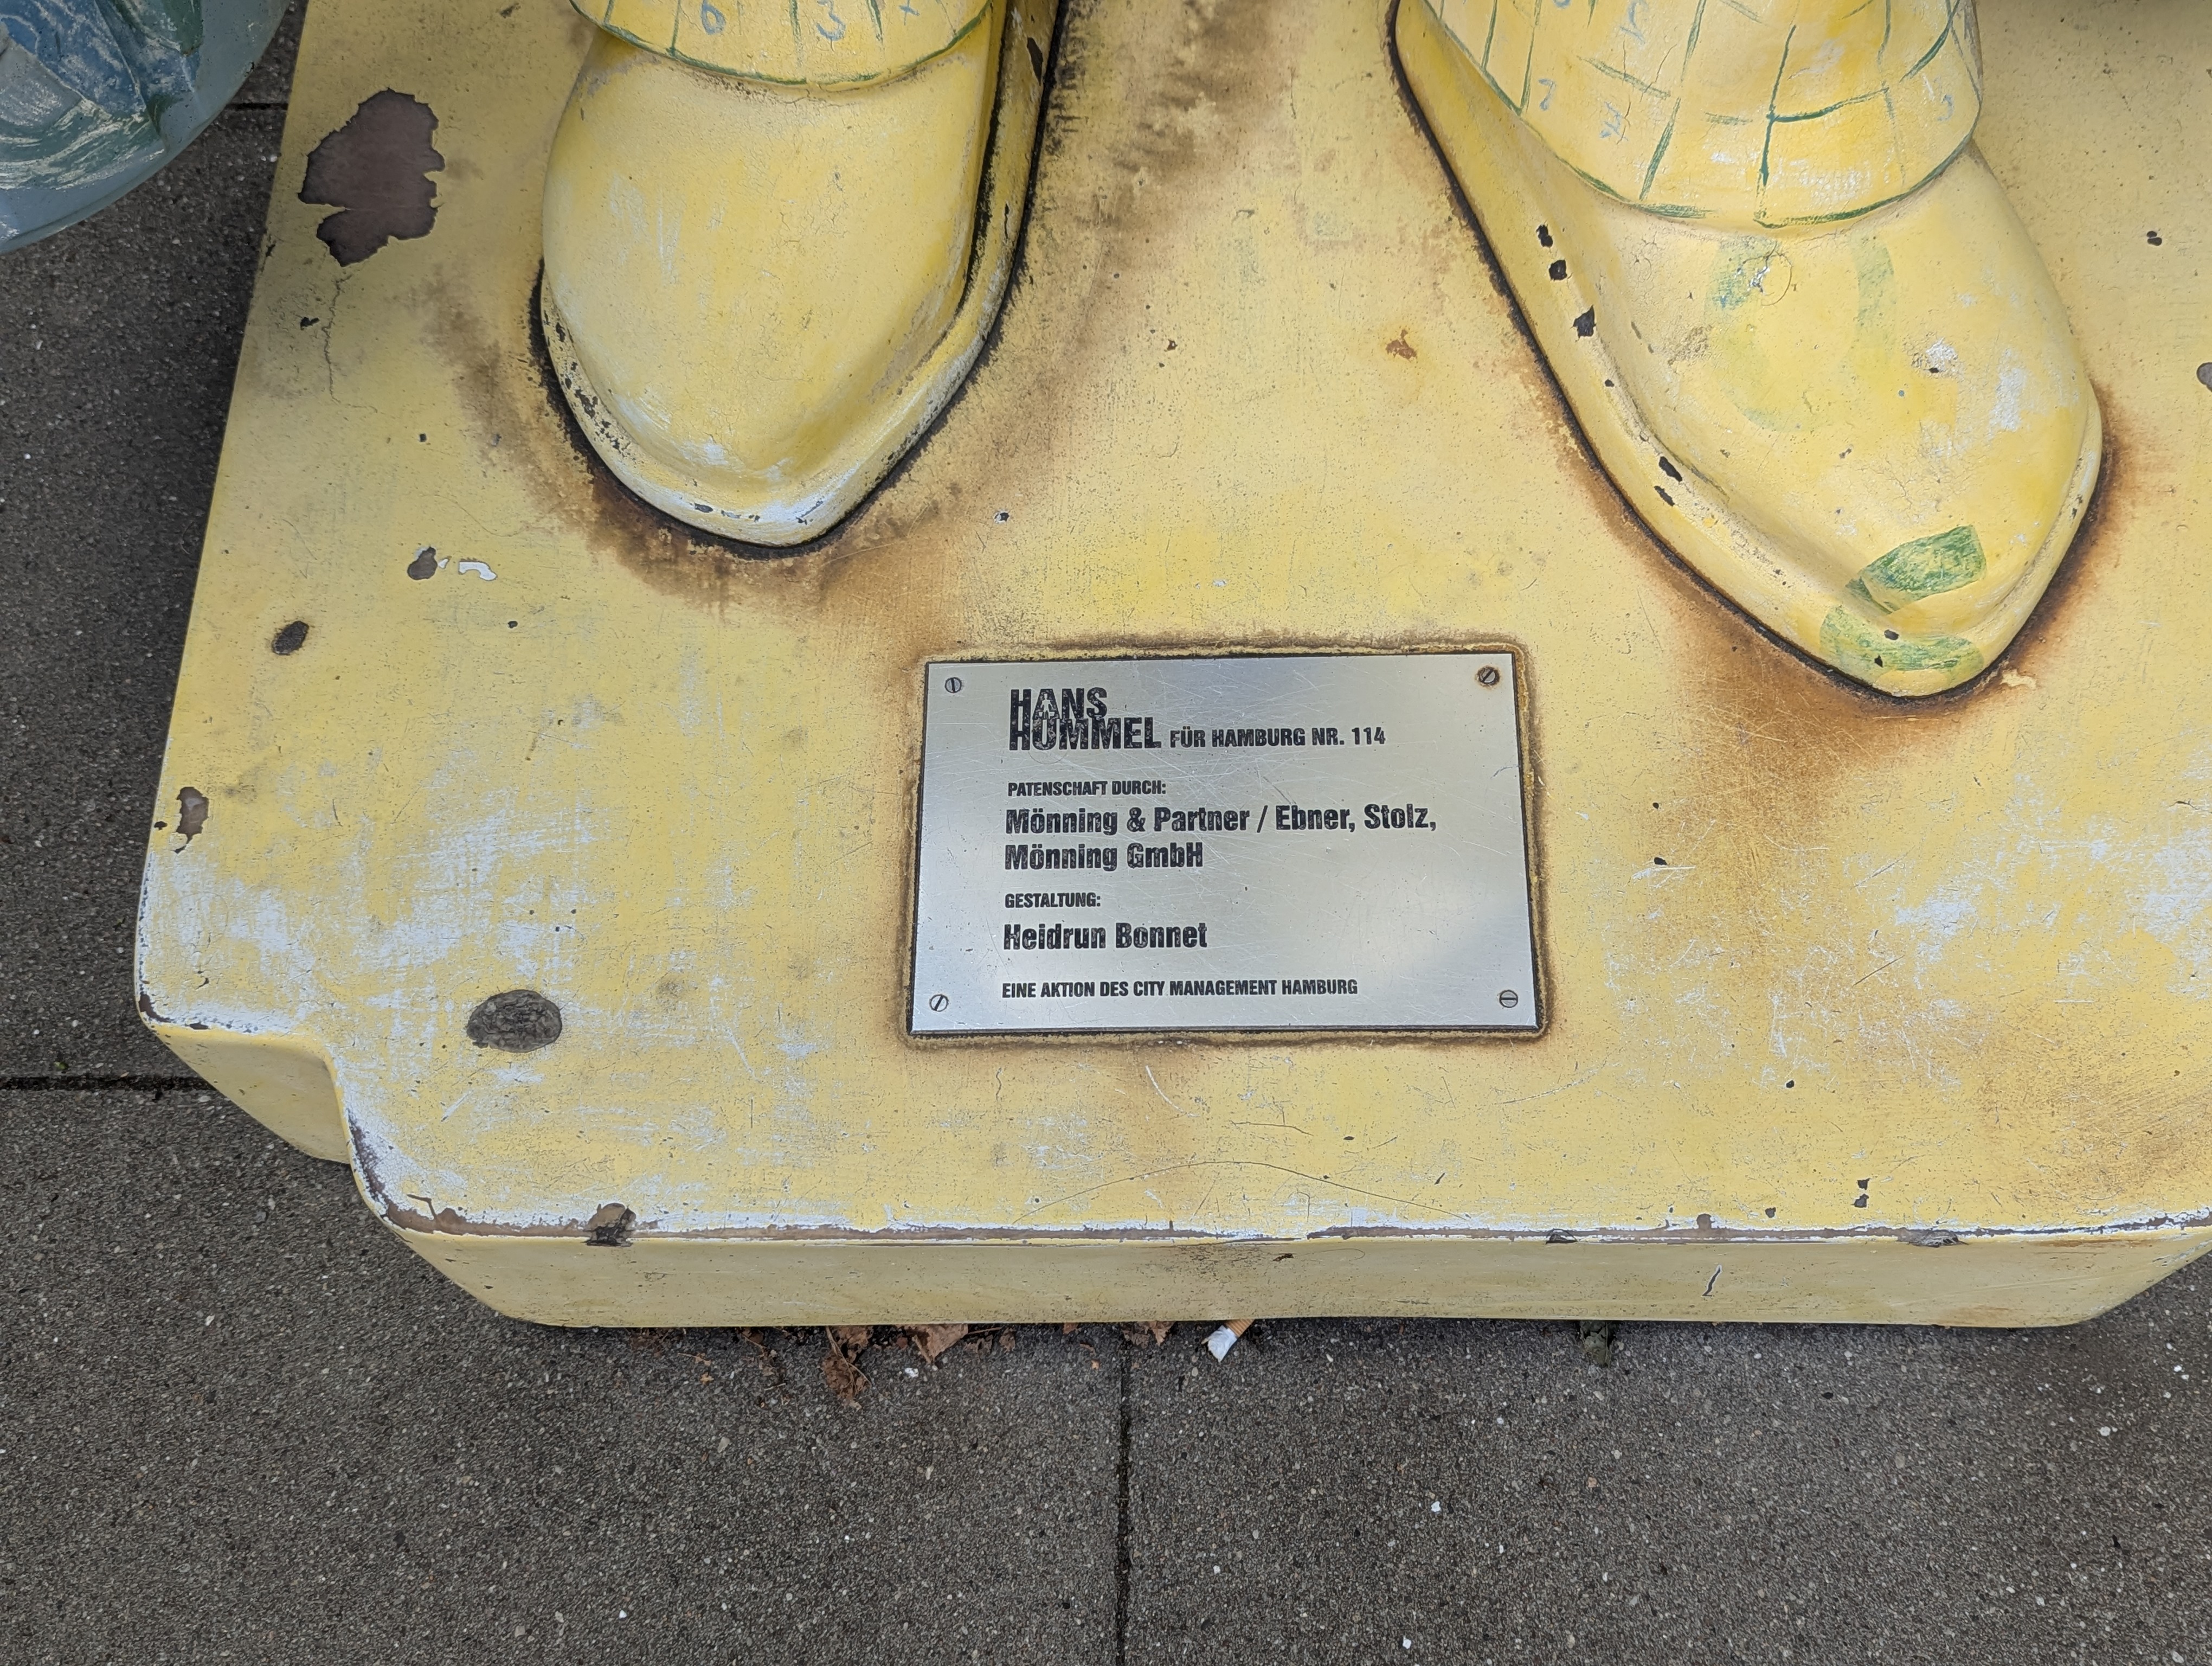 HANS
HUMMEL FÜR HAMBURG NR. 114
PATENSCHAFT DURCH:
Mönning & Partner / Ebner, Stolz,
Mönning GmbH
GESTALTUNG:
Heidrun Bonnet
EINE AKTION DES CITY MANAGEMENT HAMBURG